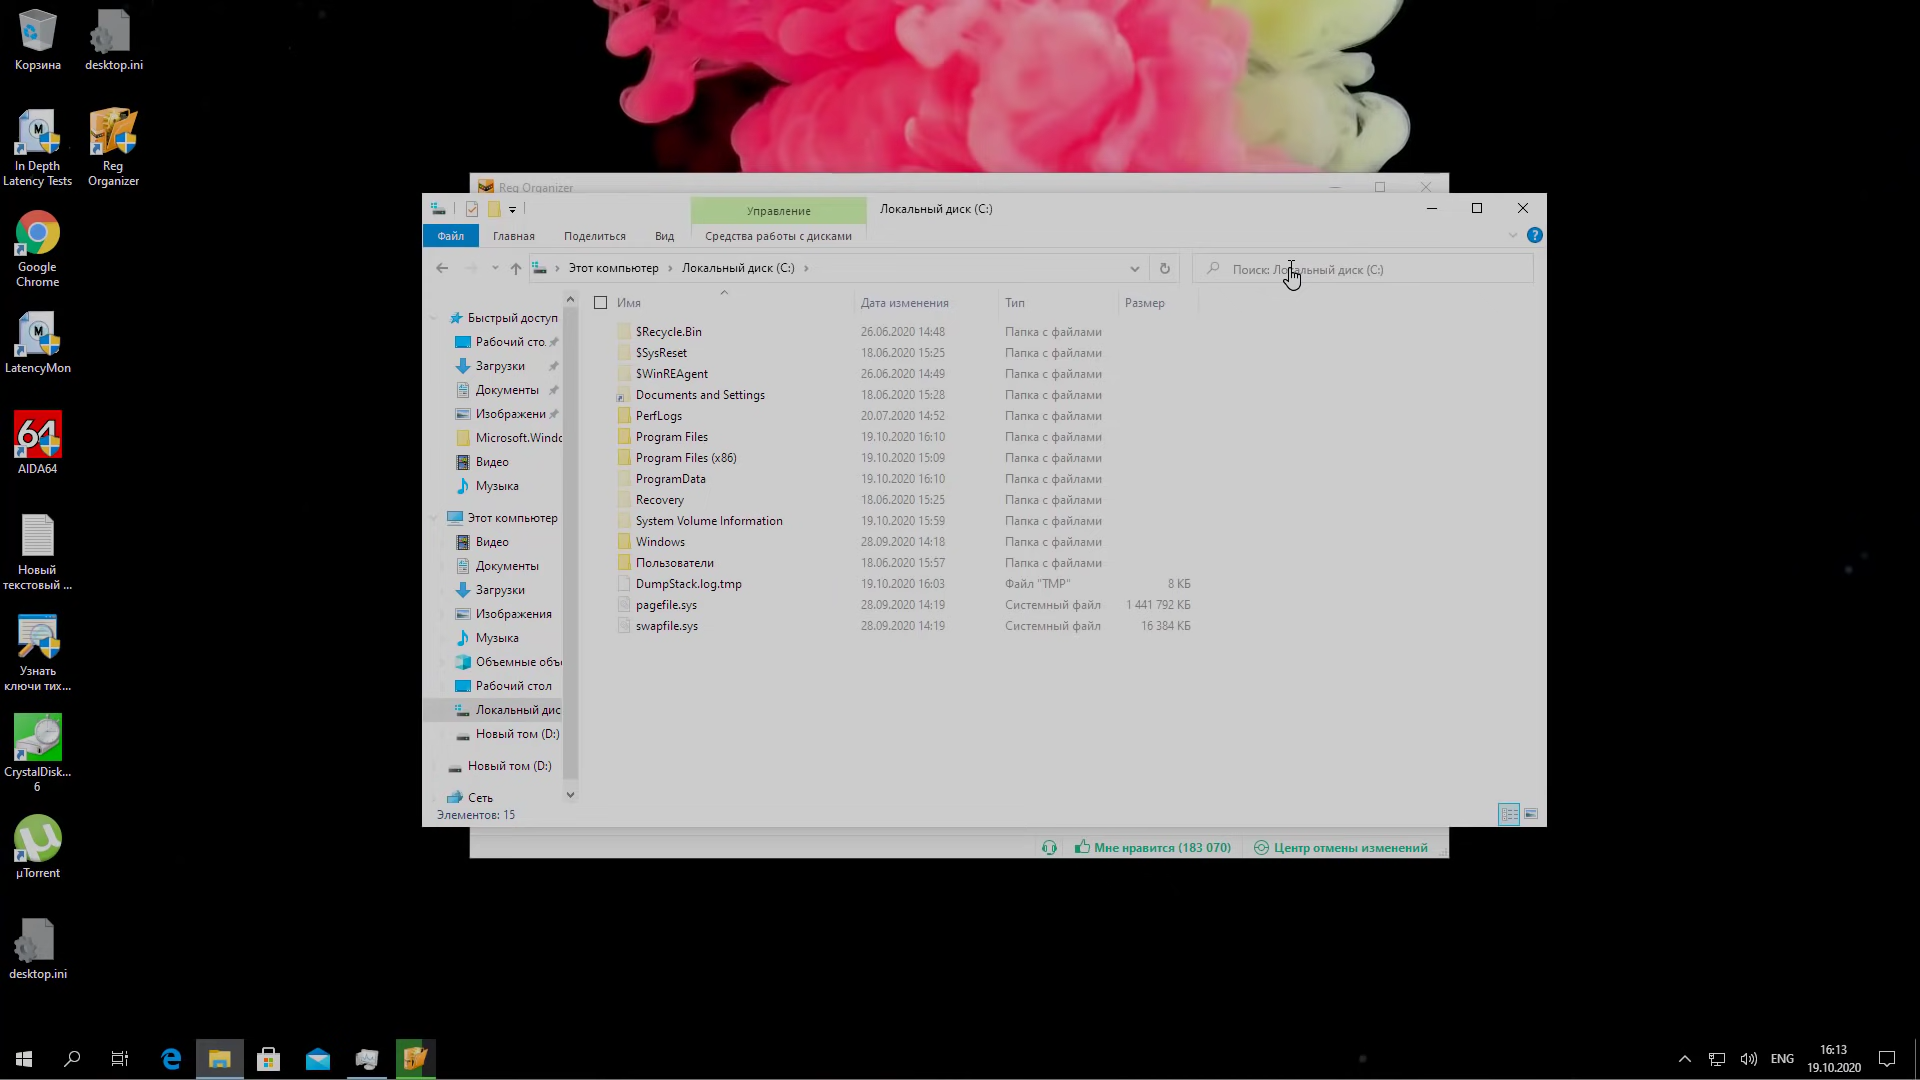 Корзина
desktop.ini
In Depth
Latency Tests
Reg
Organizer
Google
Chrome
LatencyMon
64
AIDA64
Новый
текстовый ...
Узнать
ключи тих...
CrystalDisk...
6
µTorrent
desktop.ini
Reg Organizer
Управление
Локальный диск (C:)
Файл
Главная
Поделиться
Вид
Средства работы с дисками
Этот компьютер
Локальный диск (C:)
Поиск: Локальный диск (C:)
Имя
Дата изменения
Тип
Размер
Быстрый доступ
Рабочий сто
Загрузки
Документы
Изображени
Microsoft.Windo
Видео
Музыка
Этот компьютер
Видео
Документы
Загрузки
Изображения
Музыка
Объемные объе
Рабочий стол
Локальный дис
Новый том (D:)
Новый том (D:)
Сеть
$Recycle.Bin 26.06.2020 14:48 Папка с файлами
$SysReset 18.06.2020 15:25 Папка с файлами
$WinREAgent 26.06.2020 14:49 Папка с файлами
Documents and Settings 18.06.2020 15:28 Папка с файлами
PerfLogs 20.07.2020 14:52 Папка с файлами
Program Files 19.10.2020 16:10 Папка с файлами
Program Files (x86) 19.10.2020 15:09 Папка с файлами
ProgramData 19.10.2020 16:10 Папка с файлами
Recovery 18.06.2020 15:25 Папка с файлами
System Volume Information 19.10.2020 15:59 Папка с файлами
Windows 28.09.2020 14:18 Папка с файлами
Пользователи 18.06.2020 15:57 Папка с файлами
DumpStack.log.tmp 19.10.2020 16:03 Файл "TMP" 8 КБ
pagefile.sys 28.09.2020 14:19 Системный файл 1 441 792 КБ
swapfile.sys 28.09.2020 14:19 Системный файл 16 384 КБ
Элементов: 15
Мне нравится (183 070)
Центр отмены изменений
ENG
16:13
19.10.2020